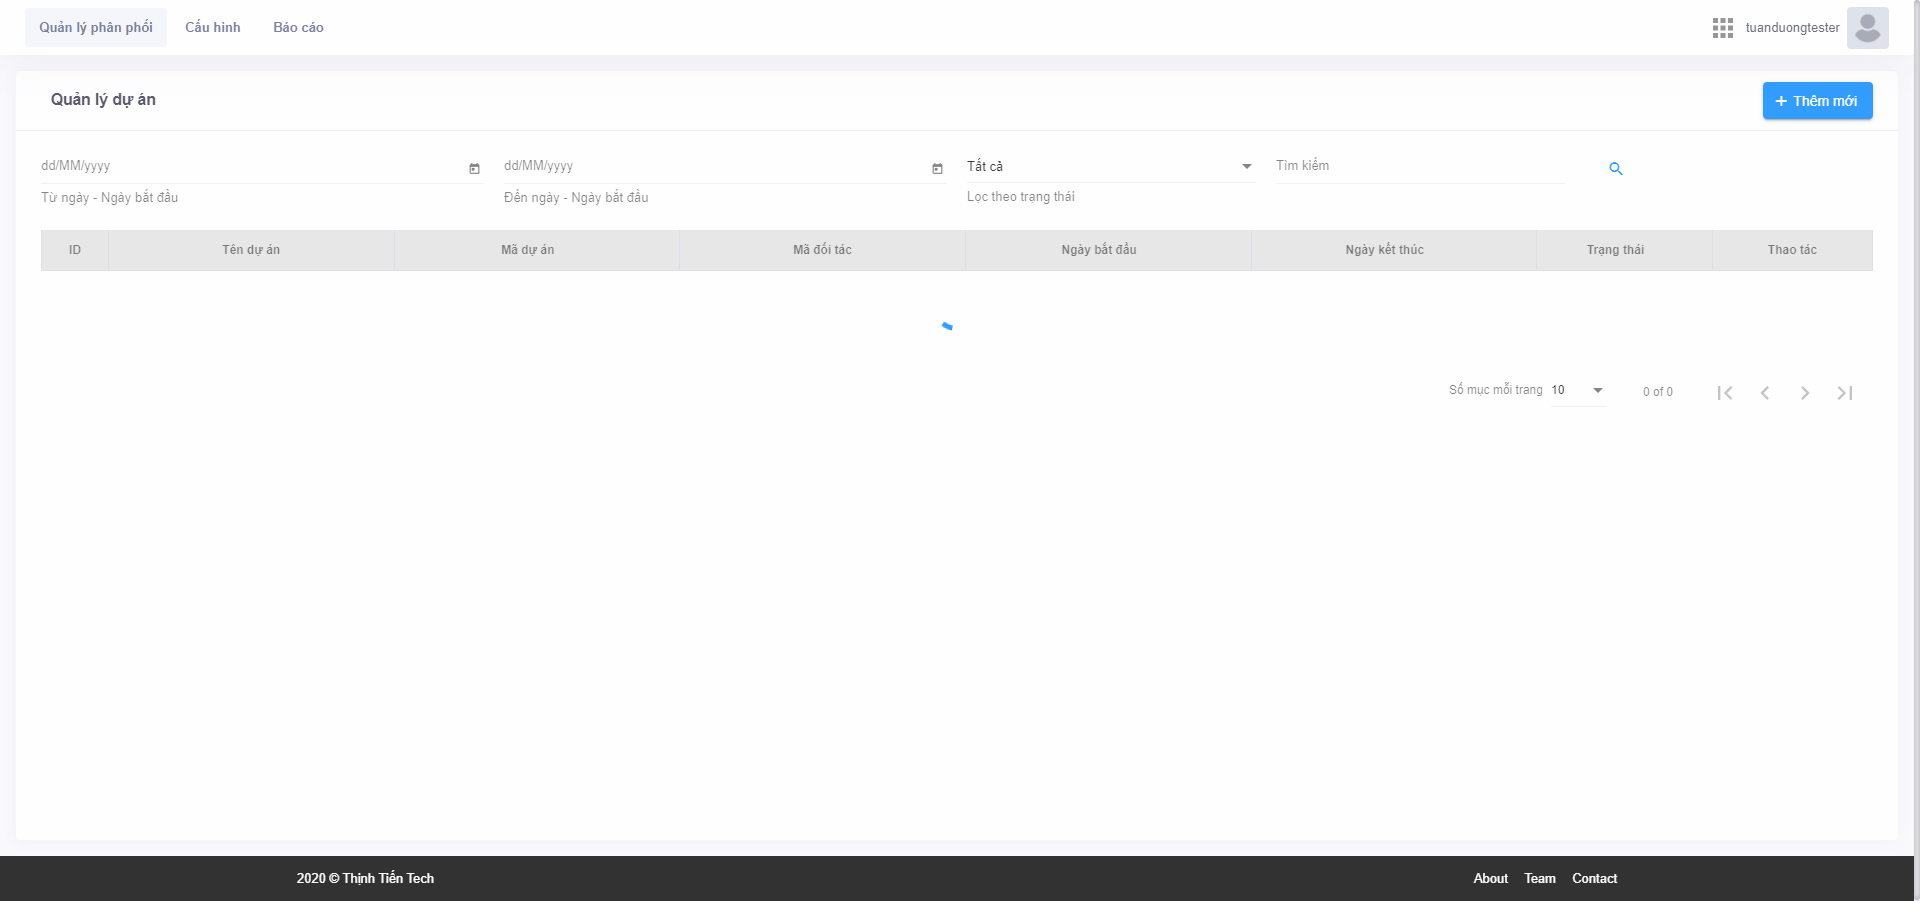 Quản lý phân phối Cấu hình Báo cáo tuanduongtester
Quản lý dự án + Thêm mới
dd/MM/yyyy dd/MM/yyyy Tất cả Tìm kiếm
Từ ngày - Ngày bắt đầu Đến ngày - Ngày bắt đầu Lọc theo trạng thái
ID Tên dự án Mã dự án Mã đối tác Ngày bắt đầu Ngày kết thúc Trạng thái Thao tác
Số mục mỗi trang 10 0 of 0
2020 © Thịnh Tiến Tech About Team Contact